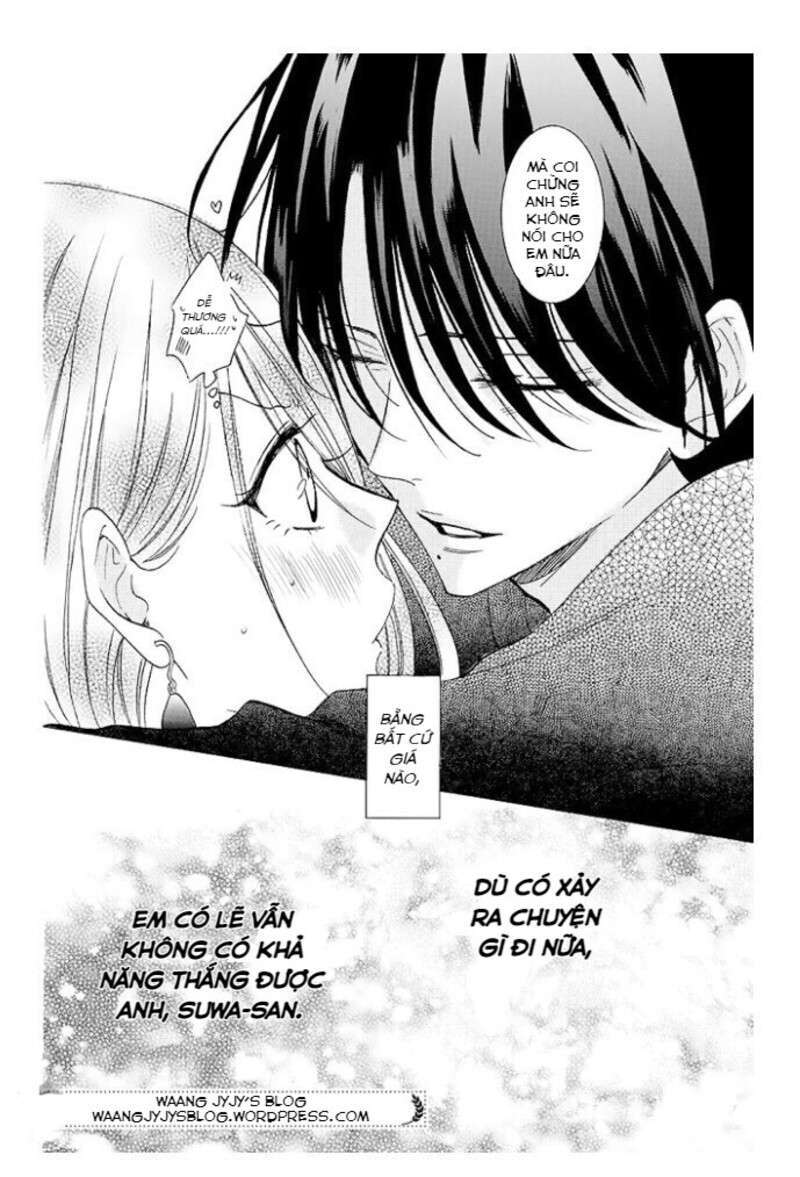 MÀ COI
CHỪNG
ANH SẼ
KHÔNG
NÓI CHO
EM NỮA
ĐÂU.
DỄ
THƯƠNG
QUÁ...!!!
BẢNG
BẤT CỨ
GIÁ
NÀO,
DÙ CÓ XẢY
RA CHUYỆN
GÌ ĐI NỮA,
EM CÓ LẼ VẪN
KHÔNG CÓ KHẢ
NĂNG THẮNG ĐƯỢC
ANH, SUWA-SAN.
WAANG JYJY'S BLOG
WAANGJYJYSBLOG.WORDPRESS.COM